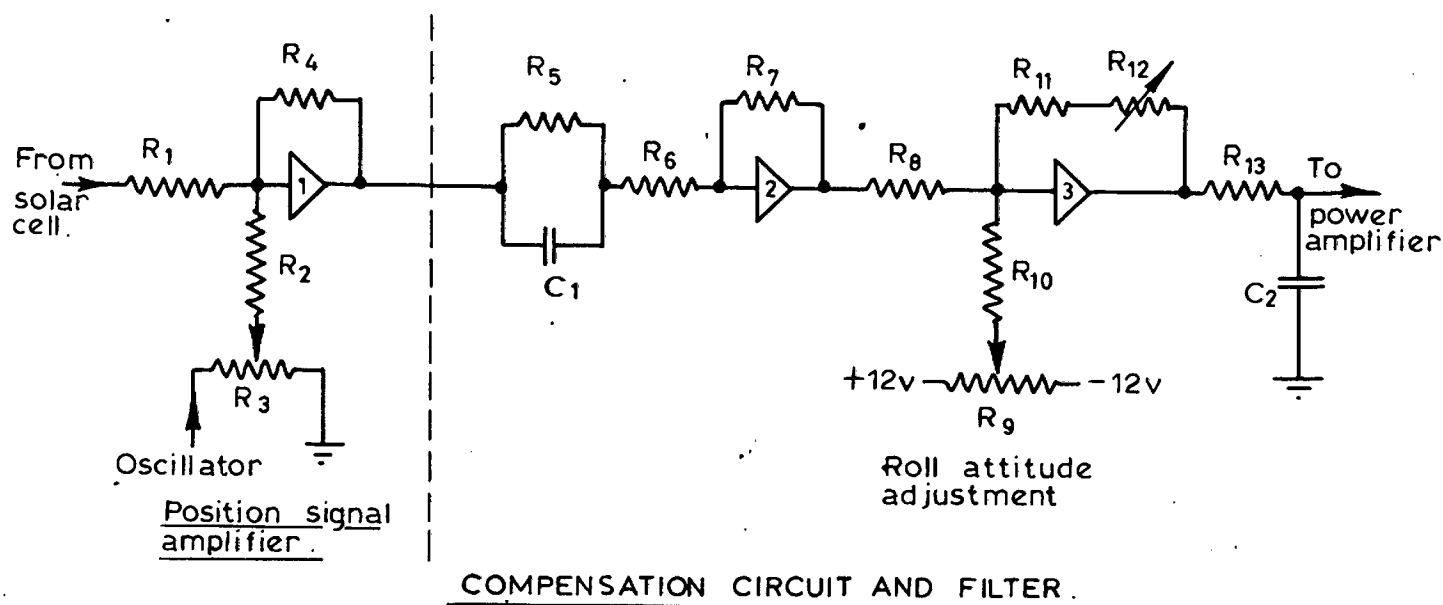 R4
R5
R7
R11
R12
From
solar
cell.
R1
1
R6
2
R8
3
R13
To
power
amplifier
R2
C1
R10
C2
R3
+12v
-12v
R9
Oscillator
Roll attitude
adjustment
Position signal
amplifier.
COMPENSATION CIRCUIT AND FILTER.